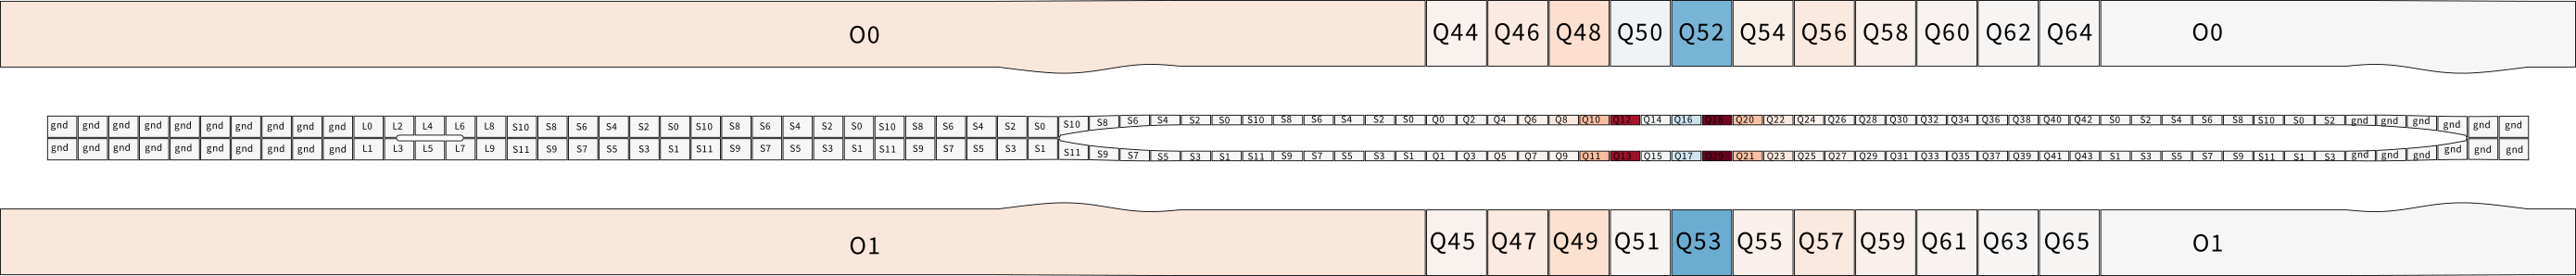 O0 Q44 Q46 Q48 Q50 Q52 Q54 Q56 Q58 Q60 Q62 Q64 O0
gnd gnd gnd gnd gnd gnd gnd gnd gnd gnd L0 L2 L4 L6 L8 S10 S8 S6 S4 S2 S0 S10 S8 S6 S4 S2 S0 S10 S8 S6 S4 S2 S0 S10 S8 S6 S4 S2 S0 S10 S8 S6 S4 S2 S0 Q0 Q2 Q4 Q6 Q8 Q10 Q12 Q14 Q16 Q18 Q20 Q22 Q24 Q26 Q28 Q30 Q32 Q34 Q36 Q38 Q40 Q42 S0 S2 S4 S6 S8 S10 S0 S2 gnd gnd gnd gnd gnd gnd
gnd gnd gnd gnd gnd gnd gnd gnd gnd gnd L1 L3 L5 L7 L9 S11 S9 S7 S5 S3 S1 S11 S9 S7 S5 S3 S1 S11 S9 S7 S5 S3 S1 S11 S9 S7 S5 S3 S1 S11 S9 S7 S5 S3 S1 Q1 Q3 Q5 Q7 Q9 Q11 Q13 Q15 Q17 Q19 Q21 Q23 Q25 Q27 Q29 Q31 Q33 Q35 Q37 Q39 Q41 Q43 S1 S3 S5 S7 S9 S11 S1 S3 gnd gnd gnd gnd gnd gnd
O1 Q45 Q47 Q49 Q51 Q53 Q55 Q57 Q59 Q61 Q63 Q65 O1